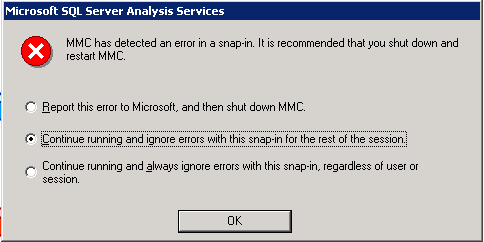 Microsoft SQL Server Analysis Services
MMC has detected an error in a snap-in. It is recommended that you shut down and
restart MMC.
Report this error to Microsoft, and then shut down MMC.
Continue running and ignore errors with this snap-in for the rest of the session.
Continue running and always ignore errors with this snap-in, regardless of user or
session.
OK